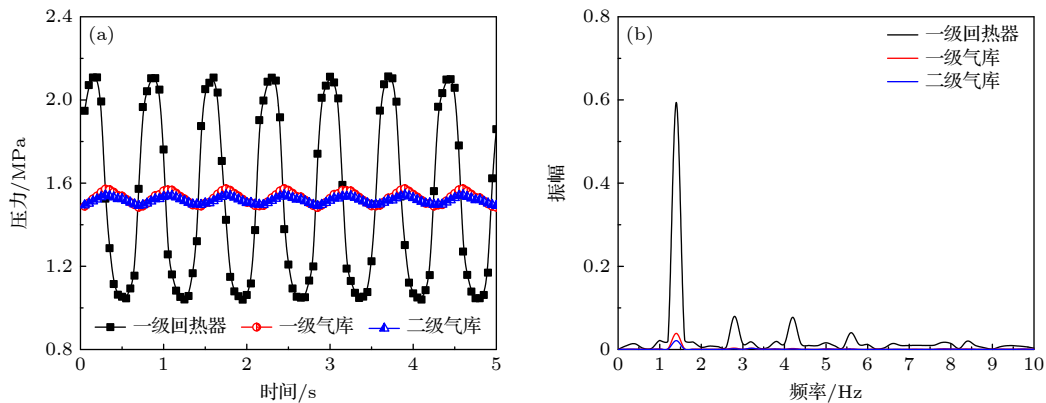 (a)
压力/MPa
2.4
2.0
1.6
1.2
0.8
一级回热器 一级气库 二级气库
0 1 2 3 4 5
时间/s
(b)
一级回热器
一级气库
二级气库
振幅
0.8
0.6
0.4
0.2
0
0 1 2 3 4 5 6 7 8 9 10
频率/Hz